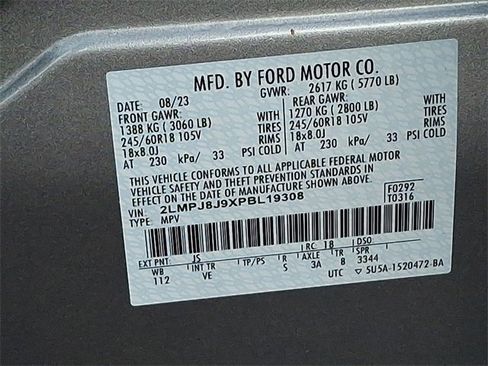 MFD. BY FORD MOTOR CO.
DATE: 08/23 GVWR: 2617 KG ( 5770 LB)
FRONT GAWR: REAR GAWR:
1388 KG ( 3060 LB) WITH 1270 KG ( 2800 LB) WITH
245/60R18 105V TIRES 245/60R18 105V TIRES
18x8.0J RIMS 18x8.0J RIMS
AT 230 kPa/ 33 PSI COLD AT 230 kPa/ 33 PSI COLD
THIS VEHICLE CONFORMS TO ALL APPLICABLE FEDERAL MOTOR
VEHICLE SAFETY AND THEFT PREVENTION STANDARDS IN
EFFECT ON THE DATE OF MANUFACTURE SHOWN ABOVE.
VIN: 2LMPJ8J9XPBL19308 F0292
TYPE: MPV T0316
EXT PNT: JS RC: 1B DSO:
WB INT TR TP/PS R AXLE TR SPR
112 VE S 3A 8 3344
UTC ▽ 5U5A-1520472-BA